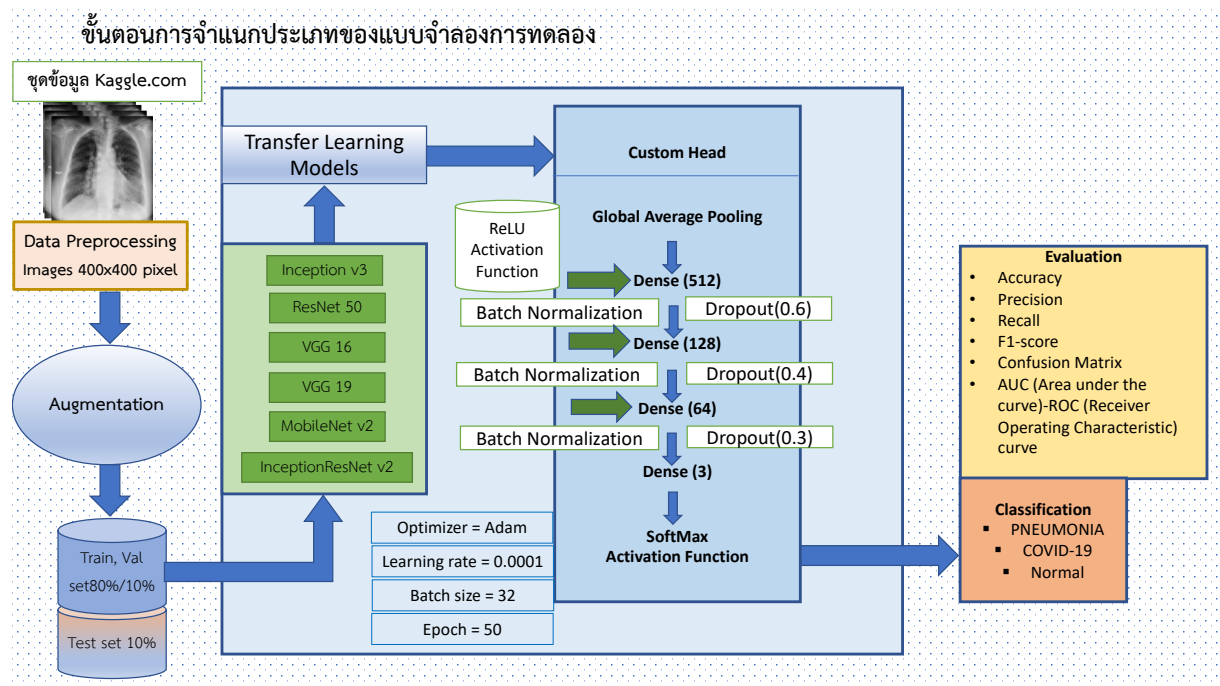 ขั้นตอนการจำแนกประเภทของแบบจำลองการทดลอง
ชุดข้อมูล Kaggle.com
Data Preprocessing
Images 400x400 pixel
Augmentation
Train, Val
set80%/10%
Test set 10%
Transfer Learning
Models
Inception v3
ResNet 50
VGG 16
VGG 19
MobileNet v2
InceptionResNet v2
Optimizer = Adam
Learning rate = 0.0001
Batch size = 32
Epoch = 50
Custom Head
Global Average Pooling
ReLU
Activation
Function
Dense (512)
Batch Normalization
Dropout(0.6)
Dense (128)
Batch Normalization
Dropout(0.4)
Dense (64)
Batch Normalization
Dropout(0.3)
Dense (3)
SoftMax
Activation Function
Evaluation
• Accuracy
• Precision
• Recall
• F1-score
• Confusion Matrix
• AUC (Area under the
curve)-ROC (Receiver
Operating Characteristic)
curve
Classification
▪ PNEUMONIA
▪ COVID-19
▪ Normal